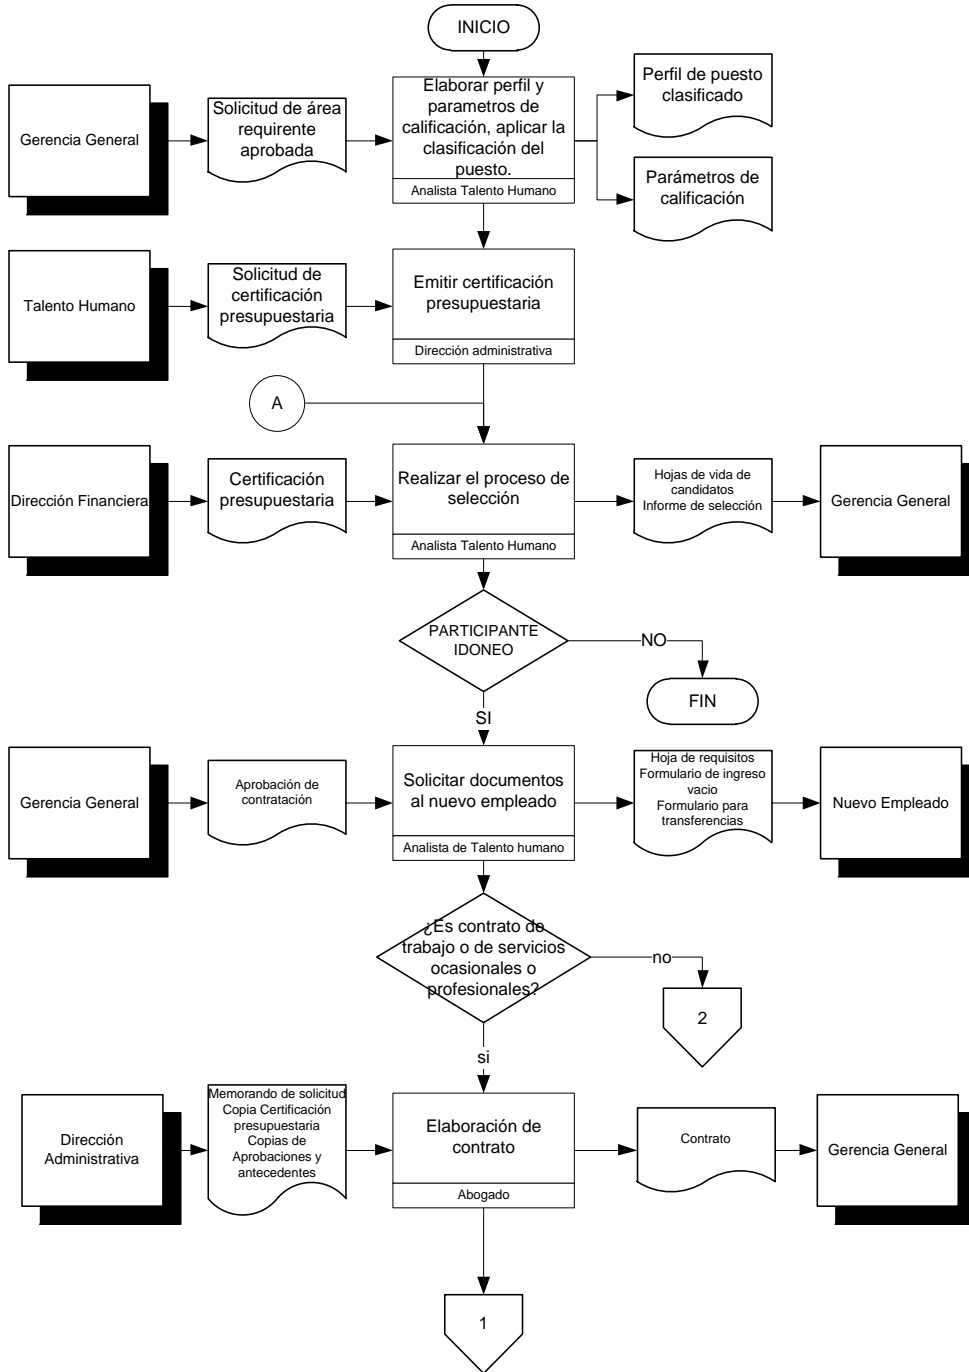 INICIO
Gerencia General
Solicitud de área
requirente
aprobada
Elaborar perfil y
parametros de
calificación, aplicar la
clasificación del
puesto.
Analista Talento Humano
Perfil de puesto
clasificado
Parámetros de
calificación
Talento Humano
Solicitud de
certificación
presupuestaria
Emitir certificación
presupuestaria
Dirección administrativa
A
Dirección Financiera
Certificación
presupuestaria
Realizar el proceso de
selección
Analista Talento Humano
Hojas de vida de
candidatos
Informe de selección
Gerencia General
PARTICIPANTE
IDONEO
NO
FIN
SI
Gerencia General
Aprobación de
contratación
Solicitar documentos
al nuevo empleado
Analista de Talento humano
Hoja de requisitos
Formulario de ingreso
vacio
Formulario para
transferencias
Nuevo Empleado
¿Es contrato de
trabajo o de servicios
ocasionales o
profesionales?
no
2
si
Dirección
Administrativa
Memorando de solicitud
Copia Certificación
presupuestaria
Copias de
Aprobaciones y
antecedentes
Elaboración de
contrato
Abogado
Contrato
Gerencia General
1